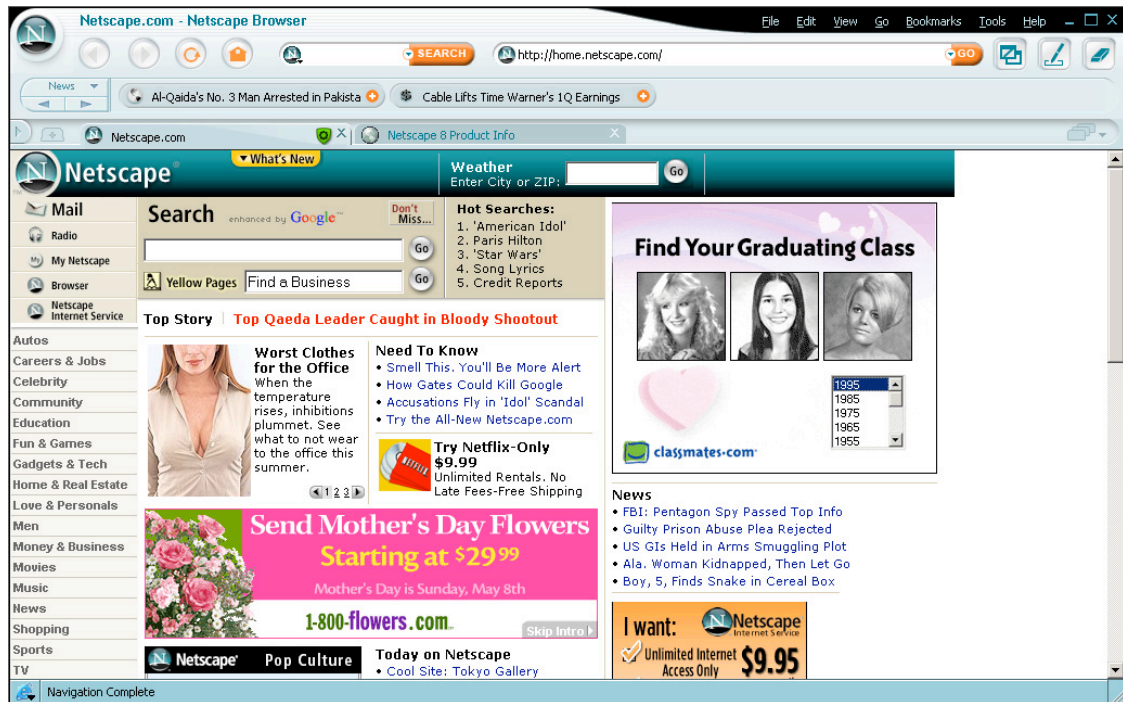 Netscape.com - Netscape Browser
File Edit View Go Bookmarks Tools Help
SEARCH
http://home.netscape.com/
GO
News
Al-Qaida's No. 3 Man Arrested in Pakista
Cable Lifts Time Warner's 1Q Earnings
Netscape.com
Netscape 8 Product Info
Netscape®
What's New
Weather
Enter City or ZIP:
Go
Mail
Radio
My Netscape
Browser
Netscape
Internet Service
Search enhanced by Google™
Don't
Miss...
Go
Yellow Pages Find a Business Go
Hot Searches:
1. 'American Idol'
2. Paris Hilton
3. 'Star Wars'
4. Song Lyrics
5. Credit Reports
Top Story Top Qaeda Leader Caught in Bloody Shootout
Autos
Careers & Jobs
Celebrity
Community
Education
Fun & Games
Gadgets & Tech
Home & Real Estate
Love & Personals
Men
Money & Business
Movies
Music
News
Shopping
Sports
TV
Worst Clothes
for the Office
When the
temperature
rises, inhibitions
plummet. See
what to not wear
to the office this
summer.
1 2 3
Need To Know
• Smell This. You'll Be More Alert
• How Gates Could Kill Google
• Accusations Fly in 'Idol' Scandal
• Try the All-New Netscape.com
NETFLIX
Try Netflix-Only
$9.99
Unlimited Rentals. No
Late Fees-Free Shipping
Send Mother's Day Flowers
Starting at $29.99
Mother's Day is Sunday, May 8th
1-800-flowers.com
Skip Intro
Netscape® Pop Culture
Today on Netscape
• Cool Site: Tokyo Gallery
Find Your Graduating Class
1995
1985
1975
1965
1955
classmates.com
News
• FBI: Pentagon Spy Passed Top Info
• Guilty Prison Abuse Plea Rejected
• US GIs Held in Arms Smuggling Plot
• Ala. Woman Kidnapped, Then Let Go
• Boy, 5, Finds Snake in Cereal Box
I want:
Netscape
Internet Service
Unlimited Internet
Access Only
$9.95
Navigation Complete